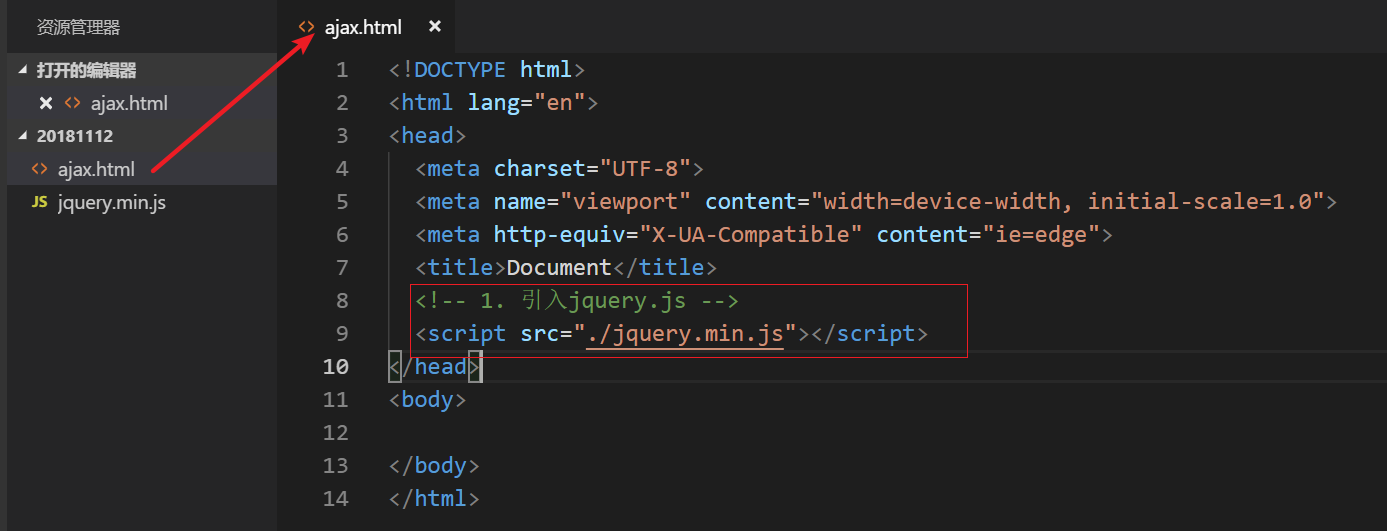 资源管理器
打开的编辑器
ajax.html
20181112
ajax.html
JS jquery.min.js
ajax.html
1 <!DOCTYPE html>
2 <html lang="en">
3 <head>
4 <meta charset="UTF-8">
5 <meta name="viewport" content="width=device-width, initial-scale=1.0">
6 <meta http-equiv="X-UA-Compatible" content="ie=edge">
7 <title>Document</title>
8 <!-- 1. 引入jquery.js -->
9 <script src="./jquery.min.js"></script>
10 </head>
11 <body>
12
13 </body>
14 </html>